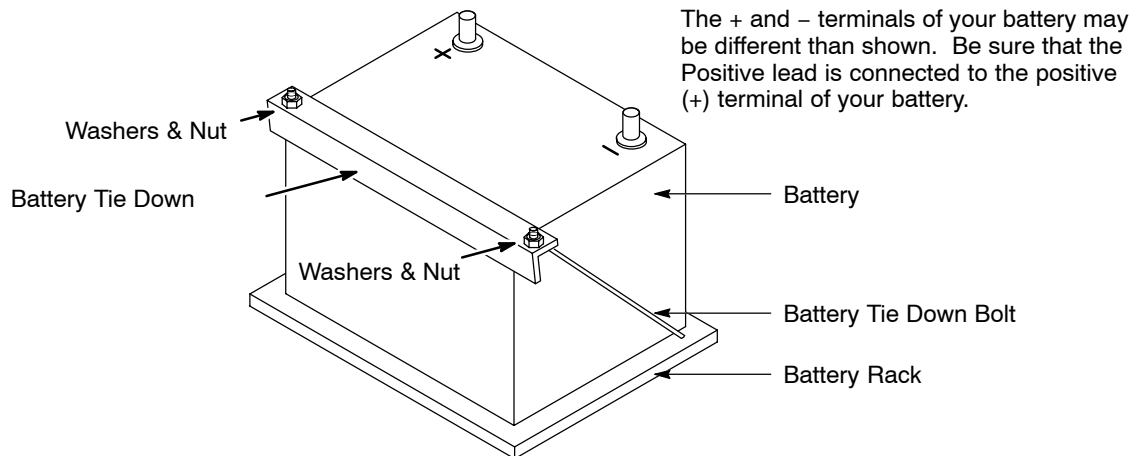 The + and − terminals of your battery may
be different than shown. Be sure that the
Positive lead is connected to the positive
(+) terminal of your battery.
+
−
Washers & Nut
Battery Tie Down
Battery
Washers & Nut
Battery Tie Down Bolt
Battery Rack